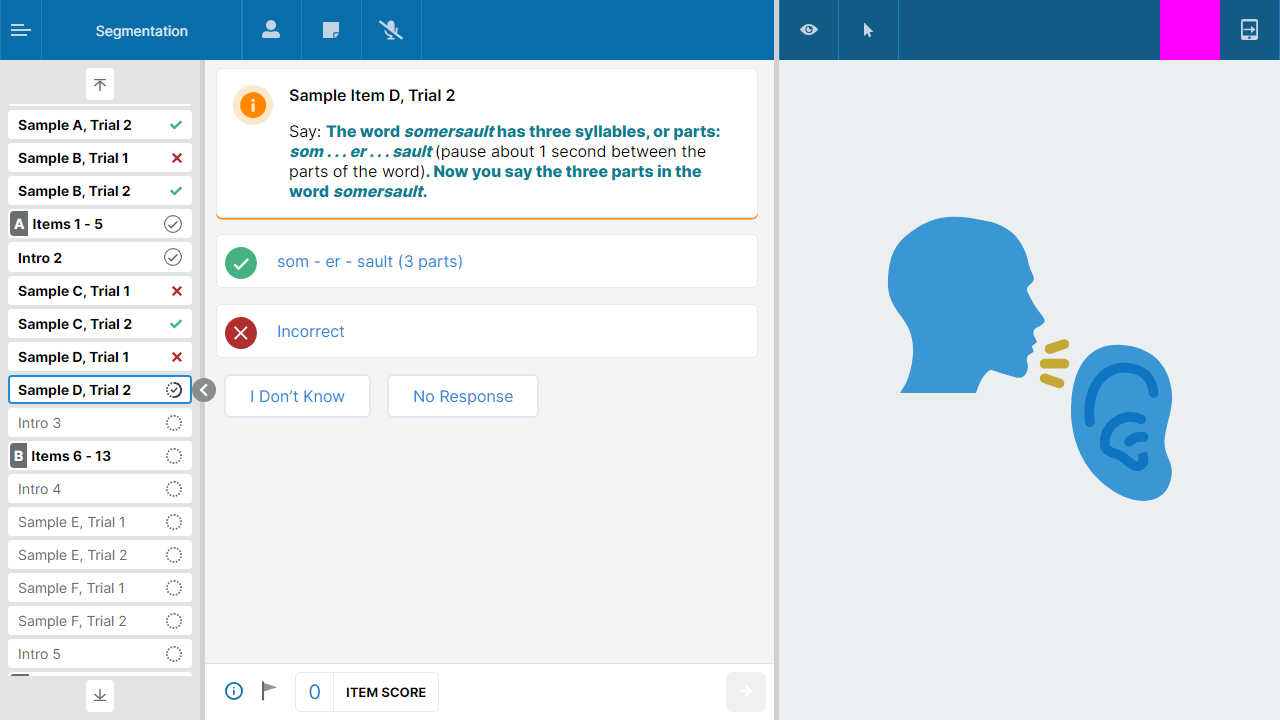 Segmentation
Sample A, Trial 2
Sample B, Trial 1
Sample B, Trial 2
A Items 1 - 5
Intro 2
Sample C, Trial 1
Sample C, Trial 2
Sample D, Trial 1
Sample D, Trial 2
Intro 3
B Items 6 - 13
Intro 4
Sample E, Trial 1
Sample E, Trial 2
Sample F, Trial 1
Sample F, Trial 2
Intro 5
Sample Item D, Trial 2
Say: The word somersault has three syllables, or parts:
som . . . er . . . sault (pause about 1 second between the
parts of the word). Now you say the three parts in the
word somersault.
som - er - sault (3 parts)
Incorrect
I Don’t Know
No Response
0 ITEM SCORE